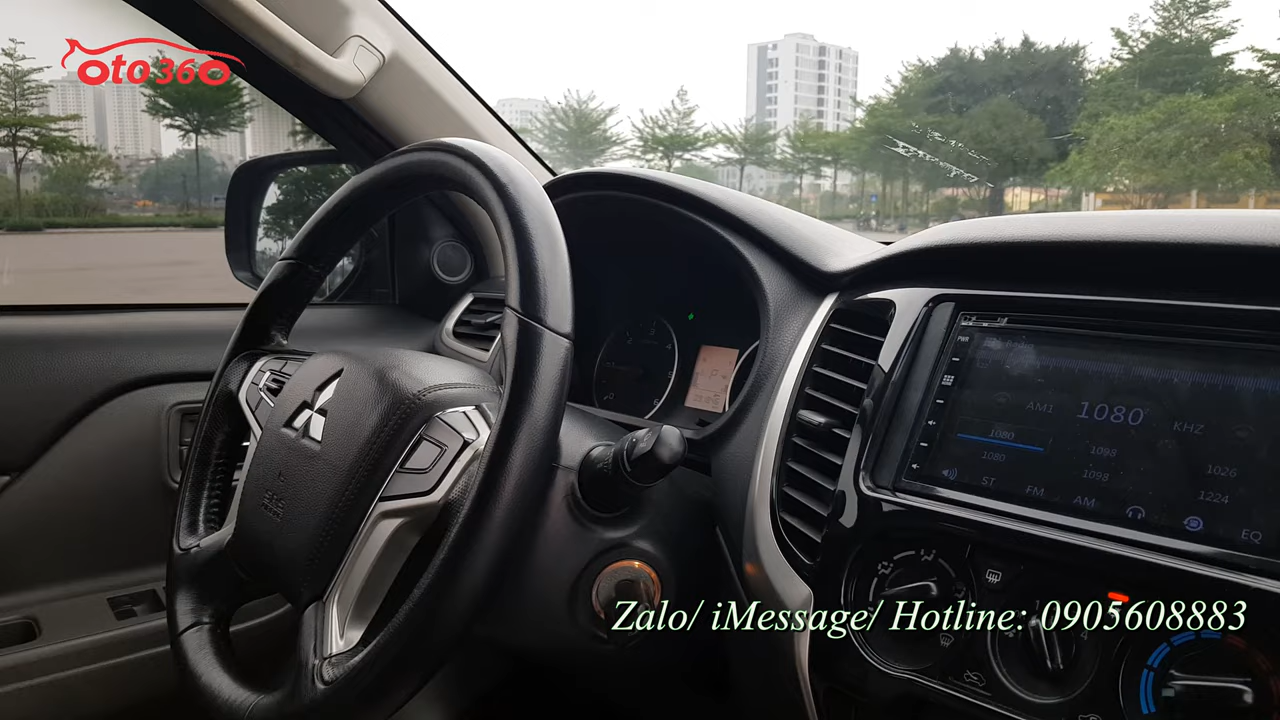 oto360
PWR
AM1 1080 KHZ
1080 1098 1026
1080 1098 1224
ST FM AM EQ
Zalo/ iMessage/ Hotline: 0905608883